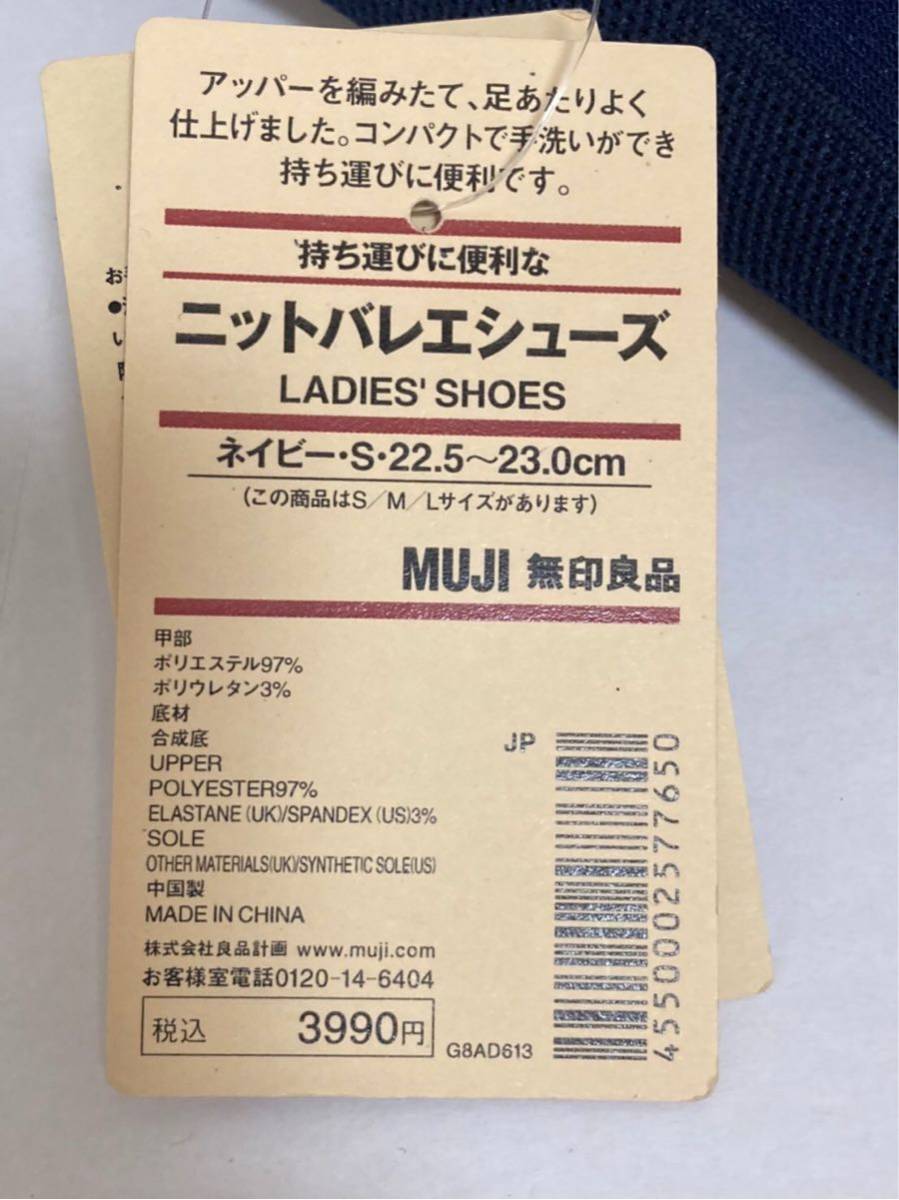 アッパーを編みたて、足あたりよく
仕上げました。コンパクトで手洗いができ
持ち運びに便利です。
持ち運びに便利な
ニットバレエシューズ
LADIES' SHOES
ネイビー・S・22.5〜23.0cm
(この商品はS/M/Lサイズがあります)
MUJI 無印良品
甲部
ポリエステル97%
ポリウレタン3%
底材
合成底
UPPER
POLYESTER97%
ELASTANE (UK)/SPANDEX (US)3%
SOLE
OTHER MATERIALS(UK)/SYNTHETIC SOLE(US)
中国製
MADE IN CHINA
株式会社良品計画 www.muji.com
お客様室電話0120-14-6404
税込 3990円
G8AD613
JP
4550002577650